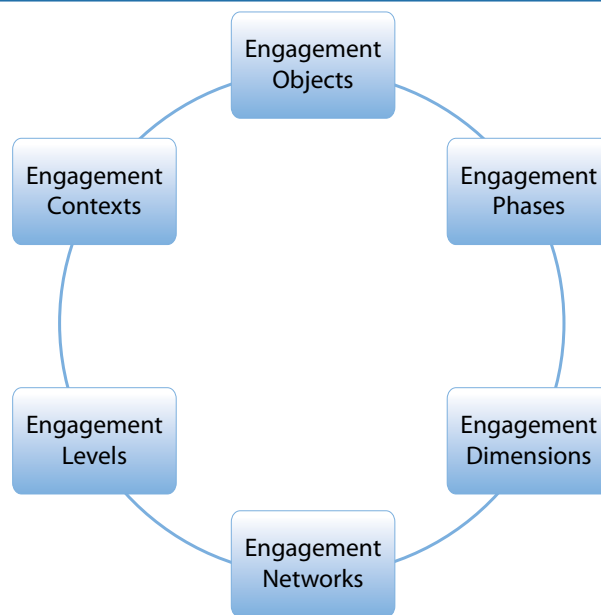 Engagement
Objects
Engagement
Phases
Engagement
Dimensions
Engagement
Networks
Engagement
Levels
Engagement
Contexts